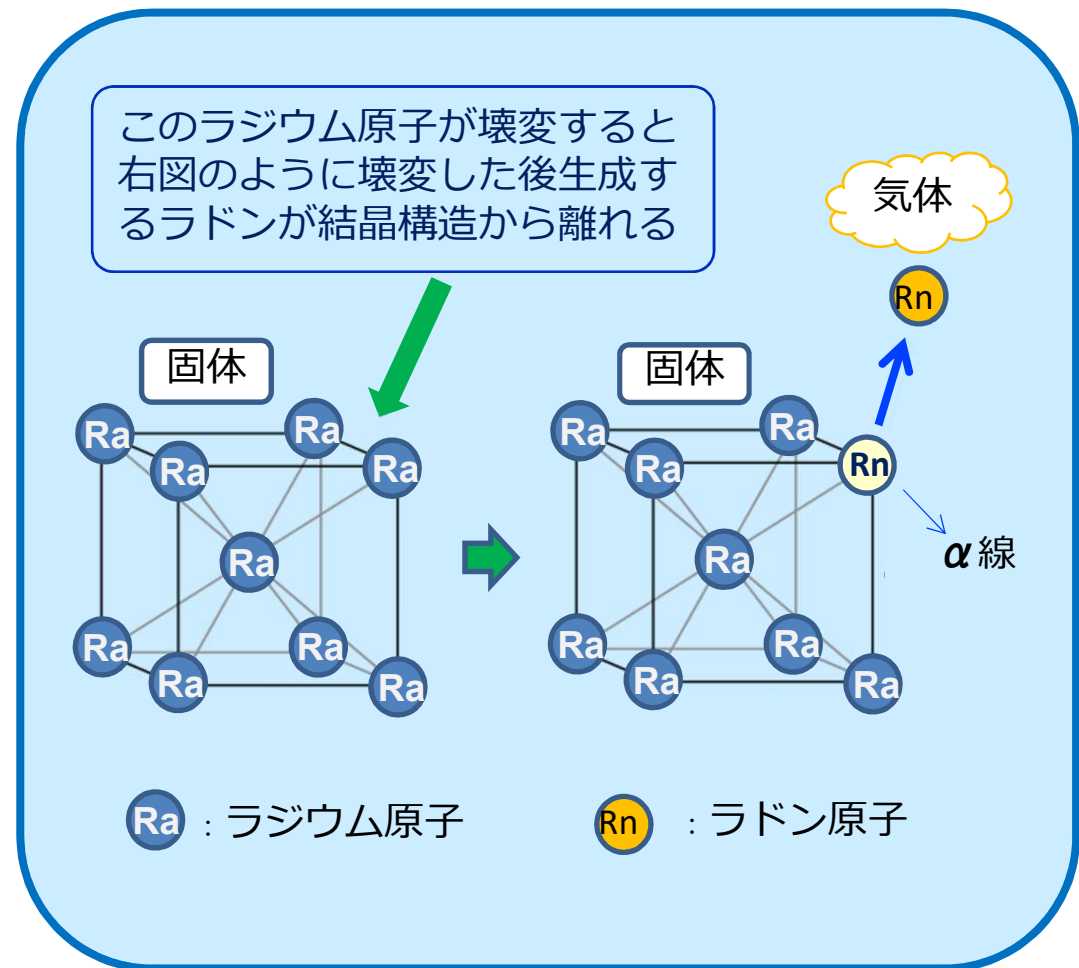 このラジウム原子が壊変すると
右図のように壊変した後生成す
るラドンが結晶構造から離れる
気体
Rn
固体
固体
Ra
Ra
Ra
Ra
Ra
Ra
Ra
Ra
Ra
Ra
Ra
Ra
Rn
Ra
Ra
Ra
Ra
Ra
α線
Ra : ラジウム原子
Rn : ラドン原子